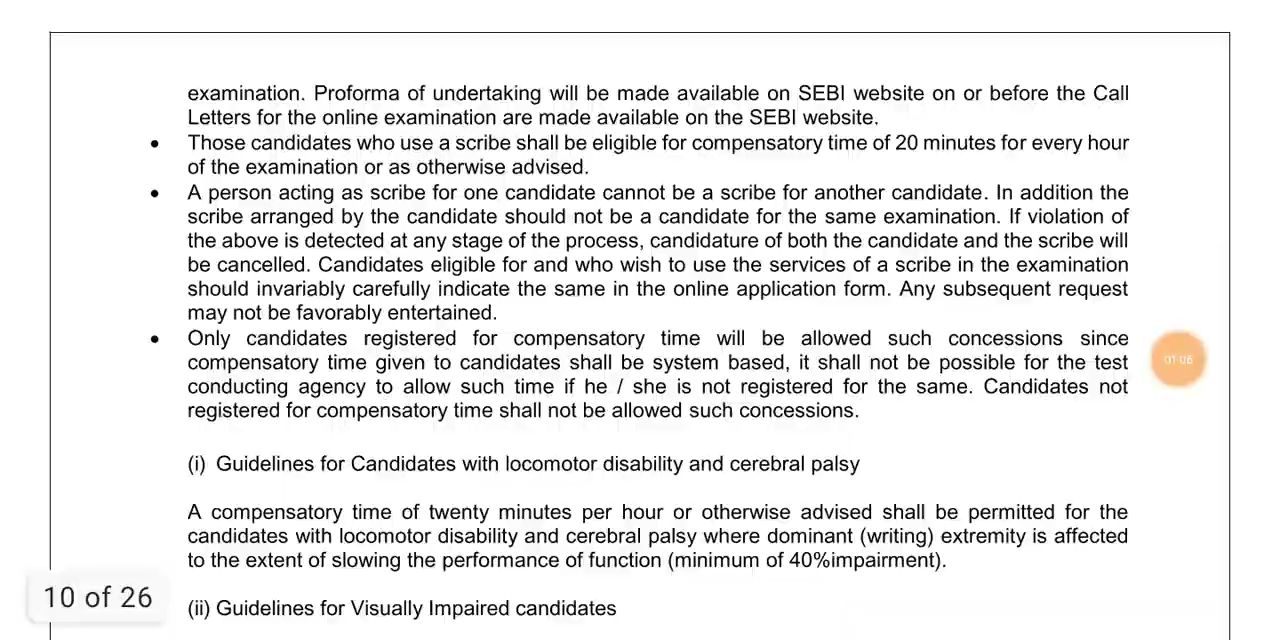 examination. Proforma of undertaking will be made available on SEBI website on or before the Call
Letters for the online examination are made available on the SEBI website.
• Those candidates who use a scribe shall be eligible for compensatory time of 20 minutes for every hour
of the examination or as otherwise advised.
• A person acting as scribe for one candidate cannot be a scribe for another candidate. In addition the
scribe arranged by the candidate should not be a candidate for the same examination. If violation of
the above is detected at any stage of the process, candidature of both the candidate and the scribe will
be cancelled. Candidates eligible for and who wish to use the services of a scribe in the examination
should invariably carefully indicate the same in the online application form. Any subsequent request
may not be favorably entertained.
• Only candidates registered for compensatory time will be allowed such concessions since
compensatory time given to candidates shall be system based, it shall not be possible for the test
conducting agency to allow such time if he / she is not registered for the same. Candidates not
registered for compensatory time shall not be allowed such concessions.
01:06
(i) Guidelines for Candidates with locomotor disability and cerebral palsy
A compensatory time of twenty minutes per hour or otherwise advised shall be permitted for the
candidates with locomotor disability and cerebral palsy where dominant (writing) extremity is affected
to the extent of slowing the performance of function (minimum of 40%impairment).
10 of 26
(ii) Guidelines for Visually Impaired candidates